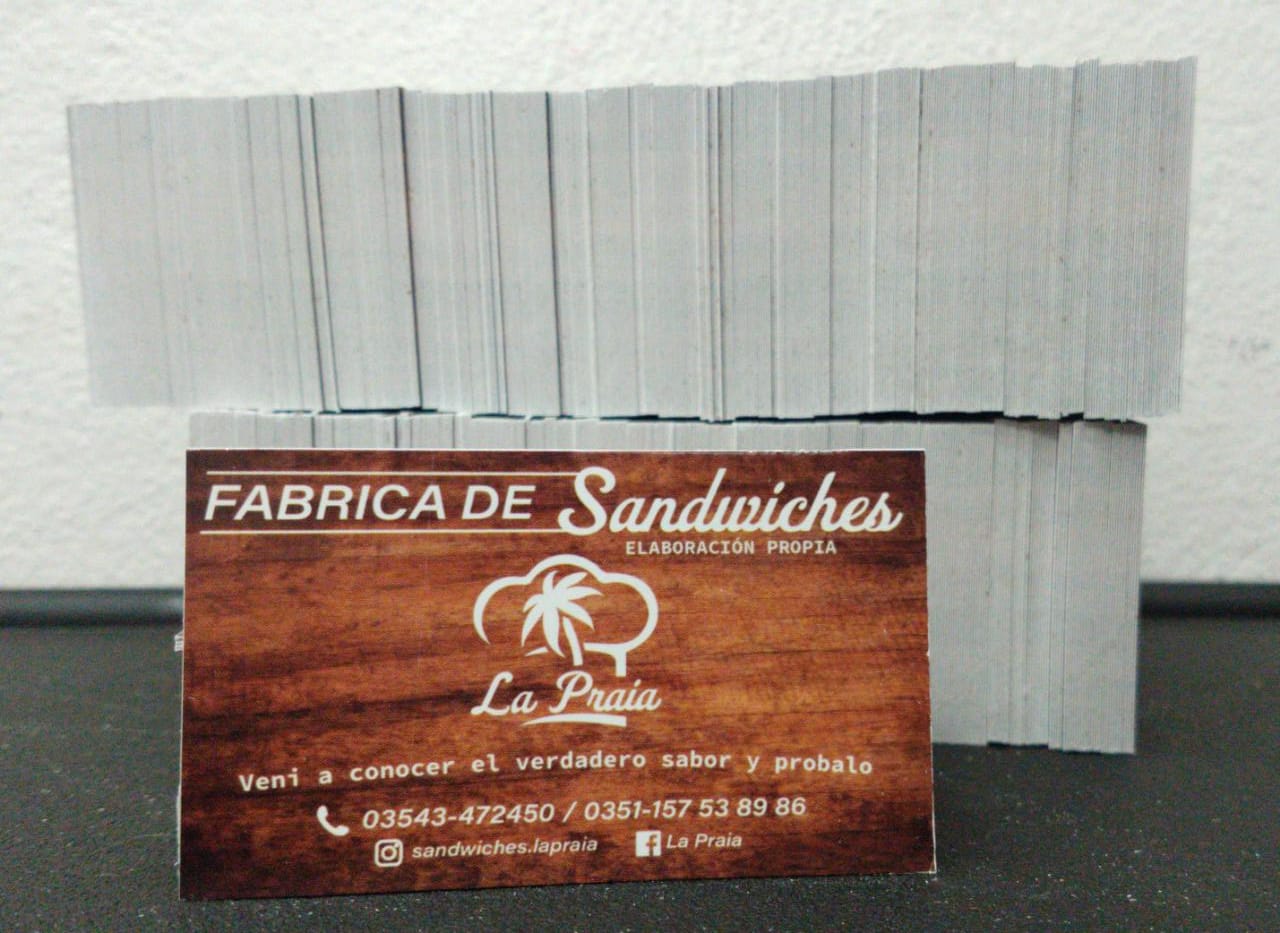 FABRICA DE Sandwiches
ELABORACIÓN PROPIA
La Praia
Veni a conocer el verdadero sabor y probalo
03543-472450 / 0351-157 53 89 86
sandwiches.lapraia La Praia